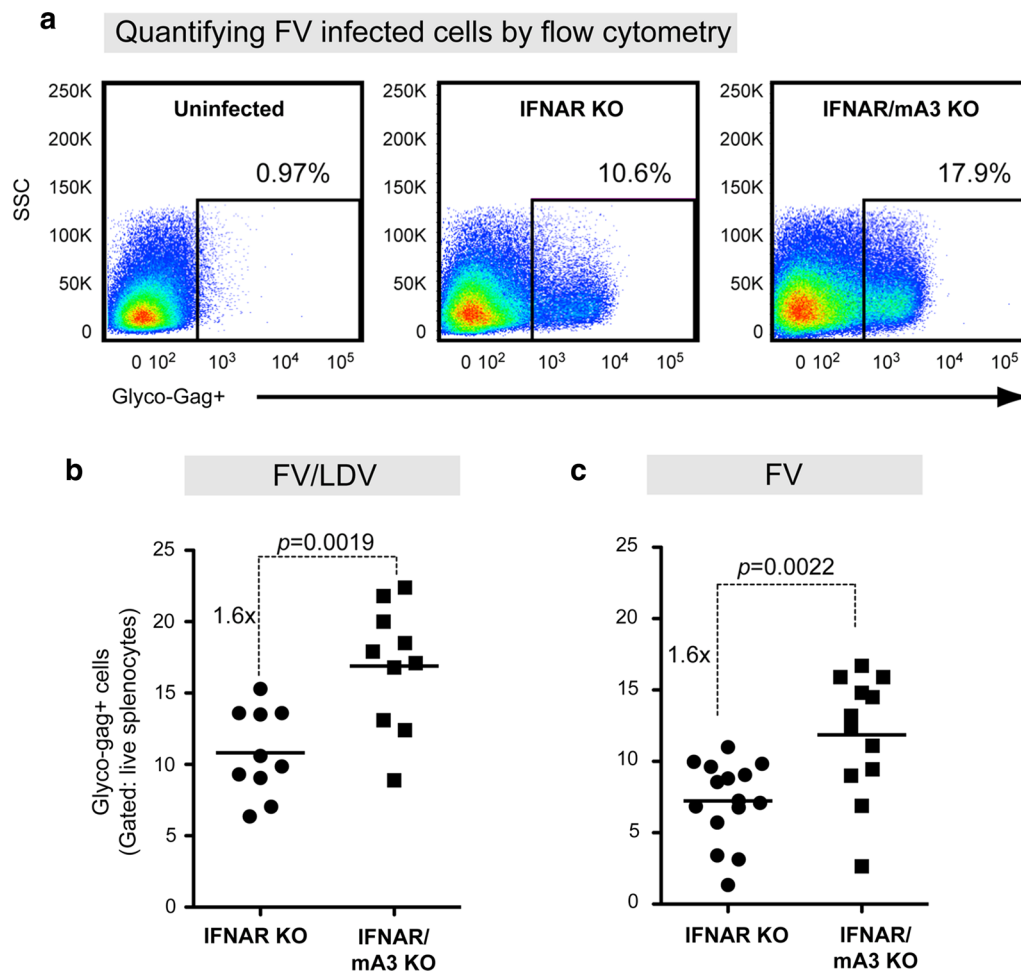 a
Quantifying FV infected cells by flow cytometry
250K
200K
150K
100K
50K
0
SSC
Uninfected
0.97%
0 10² 10³ 10⁴ 10⁵
250K
200K
150K
100K
50K
0
IFNAR KO
10.6%
0 10² 10³ 10⁴ 10⁵
250K
200K
150K
100K
50K
0
IFNAR/mA3 KO
17.9%
0 10² 10³ 10⁴ 10⁵
Glyco-Gag+
b
FV/LDV
Glyco-gag+ cells
(Gated: live splenocytes)
25
20
15
10
5
0
p=0.0019
1.6x
IFNAR KO
IFNAR/
mA3 KO
c
FV
25
20
15
10
5
0
p=0.0022
1.6x
IFNAR KO
IFNAR/
mA3 KO